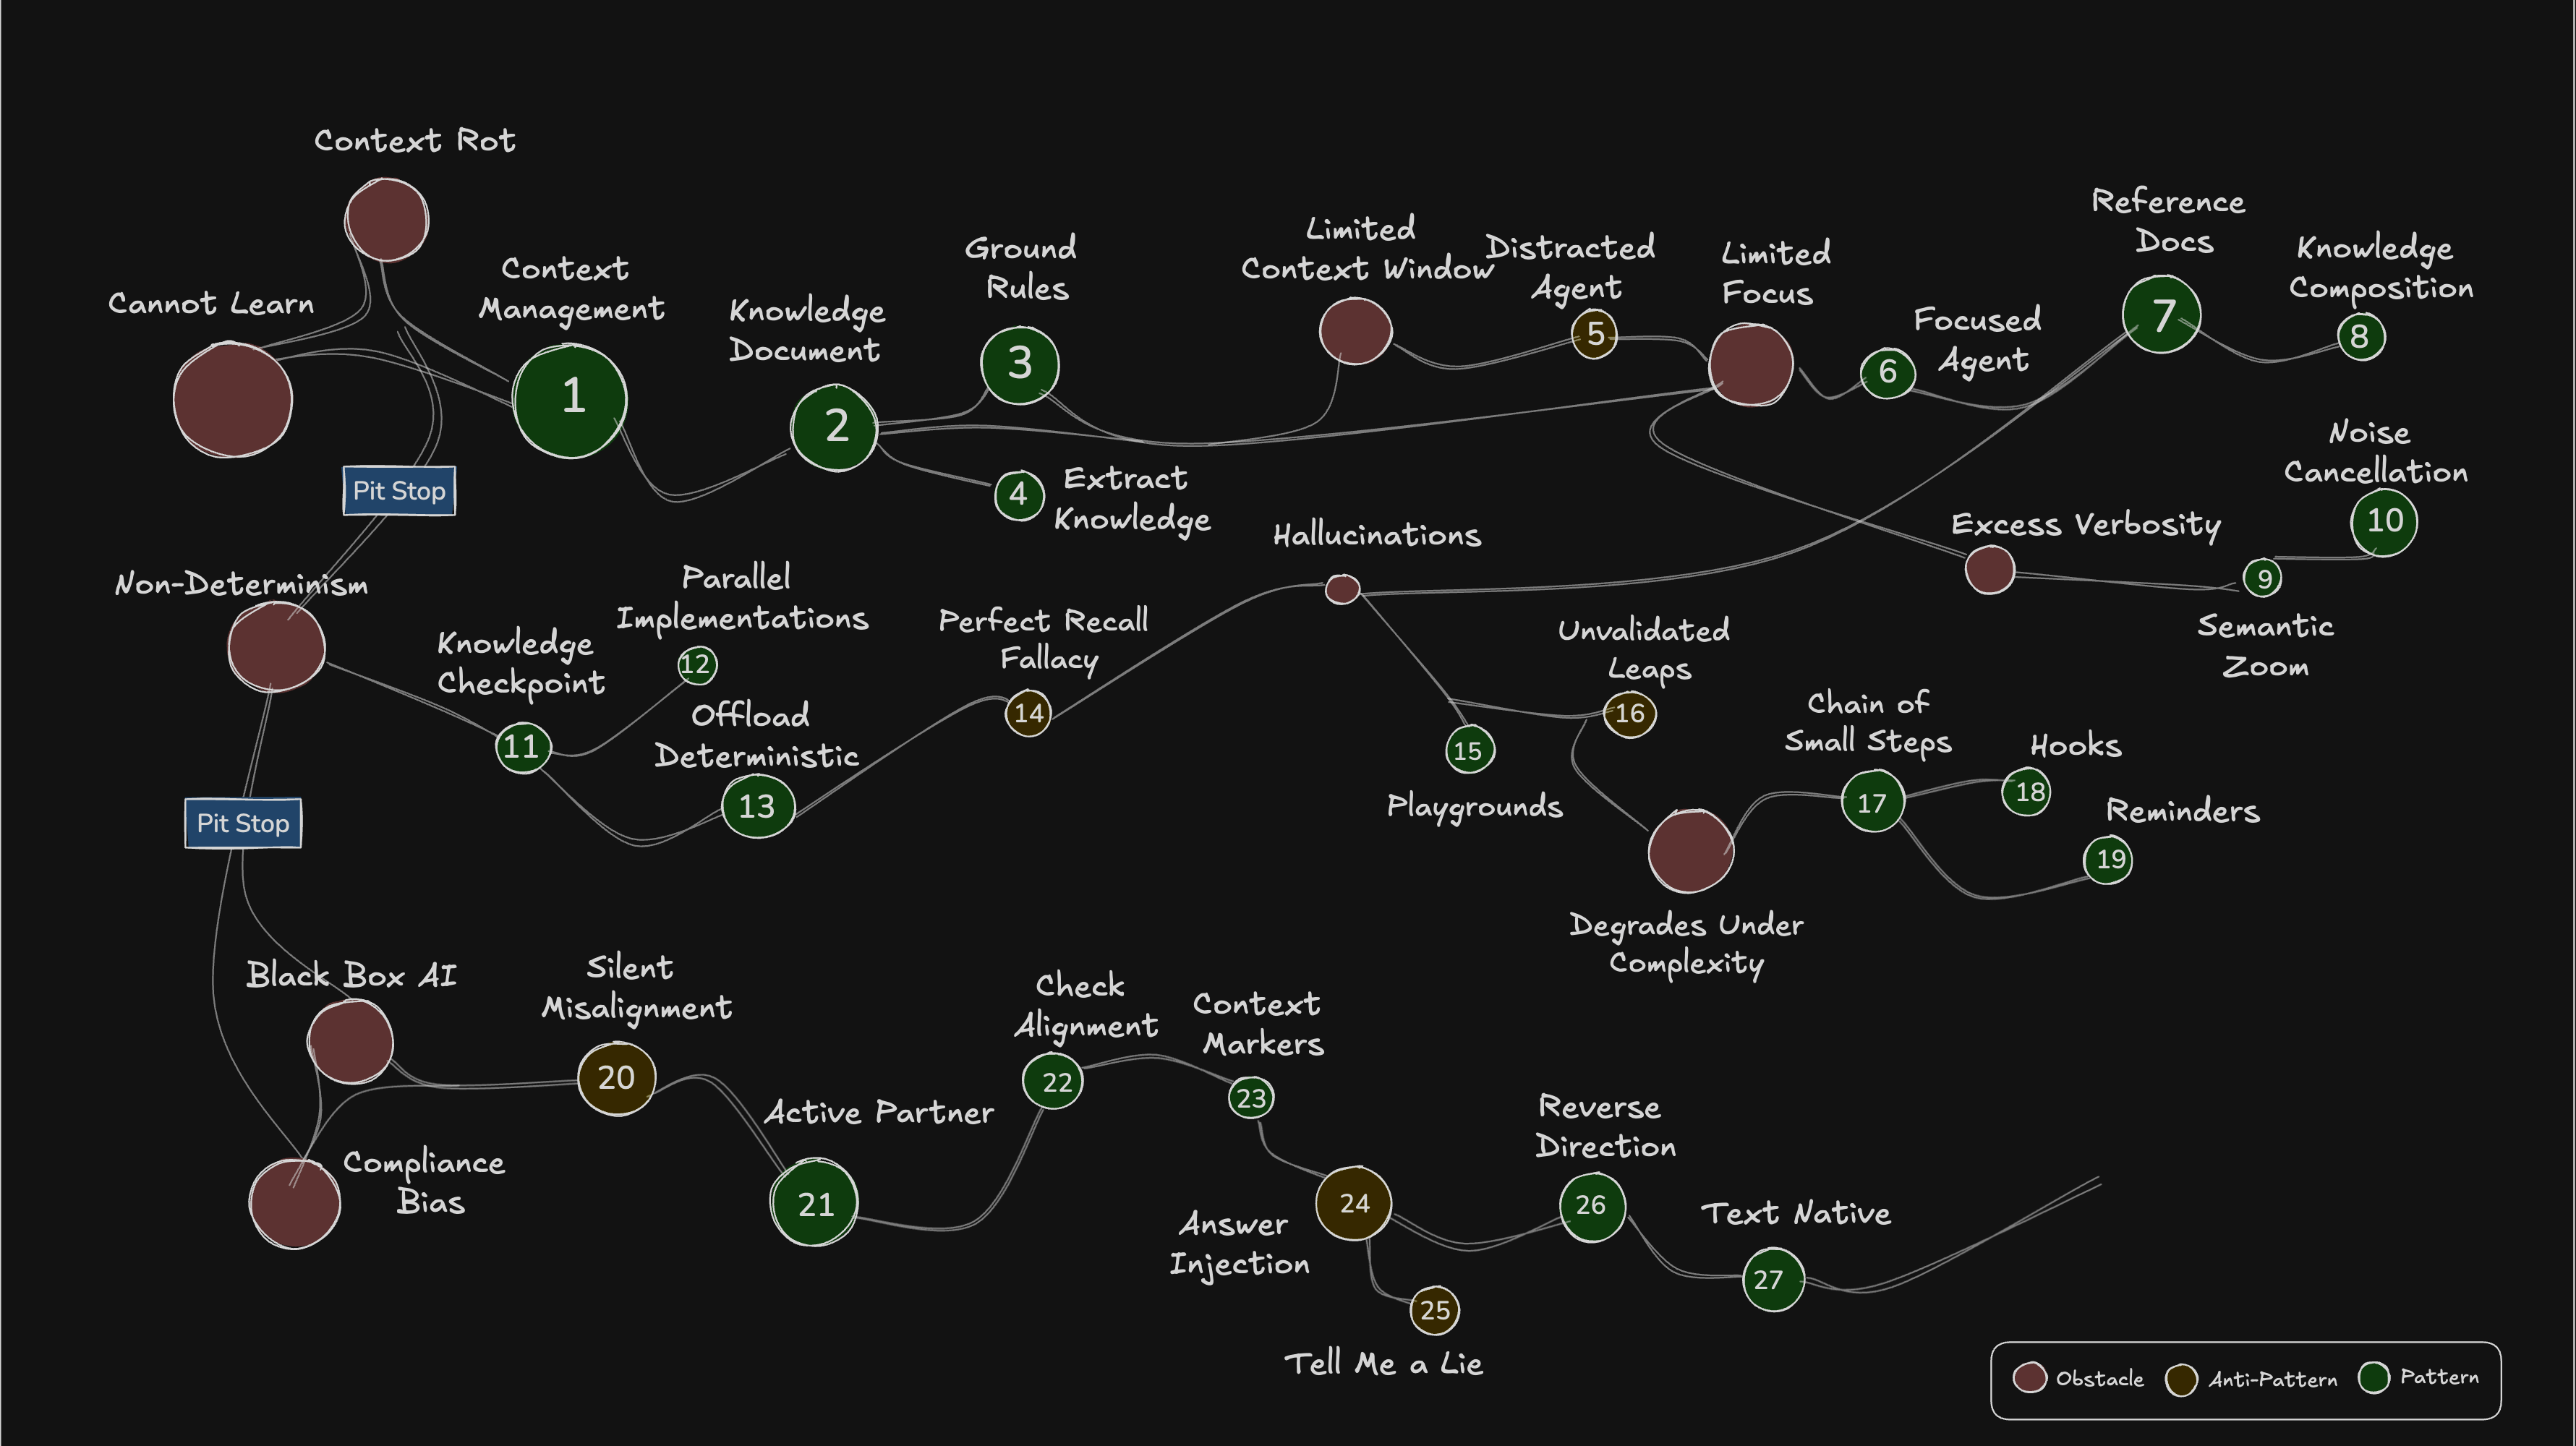 Context Rot
Cannot Learn
Context
Management
1
Knowledge
Document
2
Ground
Rules
3
4
Extract
Knowledge
Limited
Context Window
Distracted
Agent
5
Limited
Focus
6
Focused
Agent
Reference
Docs
7
Knowledge
Composition
8
Excess Verbosity
9
Semantic
Zoom
Noise
Cancellation
10
Pit Stop
Non-Determinism
Knowledge
Checkpoint
11
Parallel
Implementations
12
Offload
Deterministic
13
Perfect Recall
Fallacy
14
Hallucinations
15
Playgrounds
Unvalidated
Leaps
16
Degrades Under
Complexity
Chain of
Small Steps
17
Hooks
18
Reminders
19
Pit Stop
Black Box AI
Compliance
Bias
Silent
Misalignment
20
Active Partner
21
Check
Alignment
22
Context
Markers
23
24
Answer
Injection
25
Tell Me a Lie
Reverse
Direction
26
Text Native
27
Obstacle
Anti-Pattern
Pattern